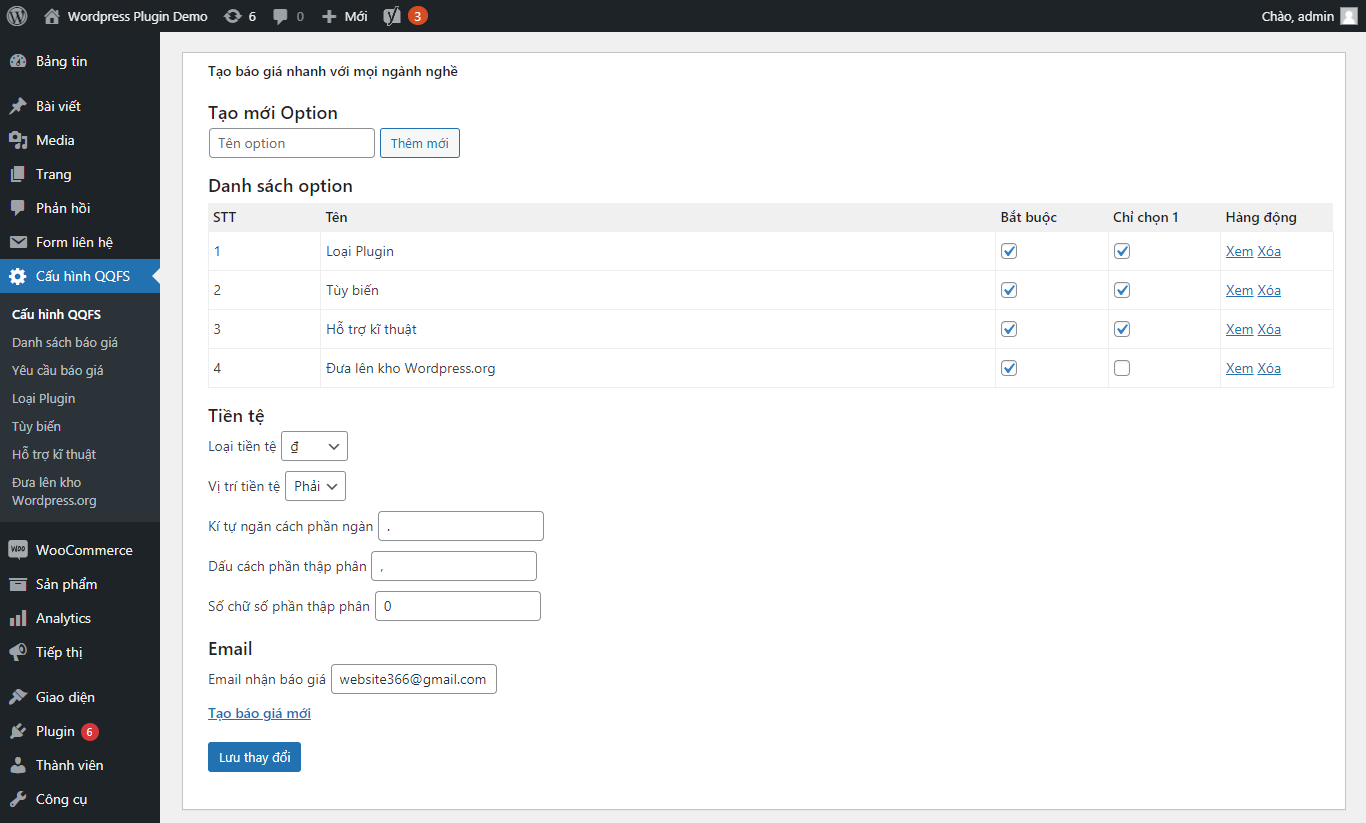 Wordpress Plugin Demo 6 0 Mới 3 Chào, admin
Bảng tin
Bài viết
Media
Trang
Phản hồi
Form liên hệ
Cấu hình QQFS
Cấu hình QQFS
Danh sách báo giá
Yêu cầu báo giá
Loại Plugin
Tùy biến
Hỗ trợ kĩ thuật
Đưa lên kho
Wordpress.org
WooCommerce
Sản phẩm
Analytics
Tiếp thị
Giao diện
Plugin 6
Thành viên
Công cụ
Tạo báo giá nhanh với mọi ngành nghề
Tạo mới Option
Tên option Thêm mới
Danh sách option
STT Tên Bắt buộc Chỉ chọn 1 Hàng động
1 Loại Plugin Xem Xóa
2 Tùy biến Xem Xóa
3 Hỗ trợ kĩ thuật Xem Xóa
4 Đưa lên kho Wordpress.org Xem Xóa
Tiền tệ
Loại tiền tệ ₫
Vị trí tiền tệ Phải
Kí tự ngăn cách phần ngàn .
Dấu cách phần thập phân ,
Số chữ số phần thập phân 0
Email
Email nhận báo giá website366@gmail.com
Tạo báo giá mới
Lưu thay đổi